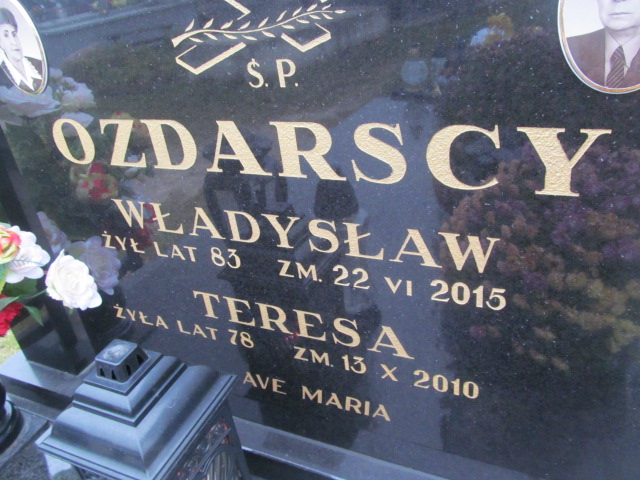 Ś.P.
OZDARSCY
WŁADYSŁAW
ŻYŁ LAT 83 ZM. 22 VI 2015
TERESA
ŻYŁA LAT 78 ZM. 13 X 2010
AVE MARIA